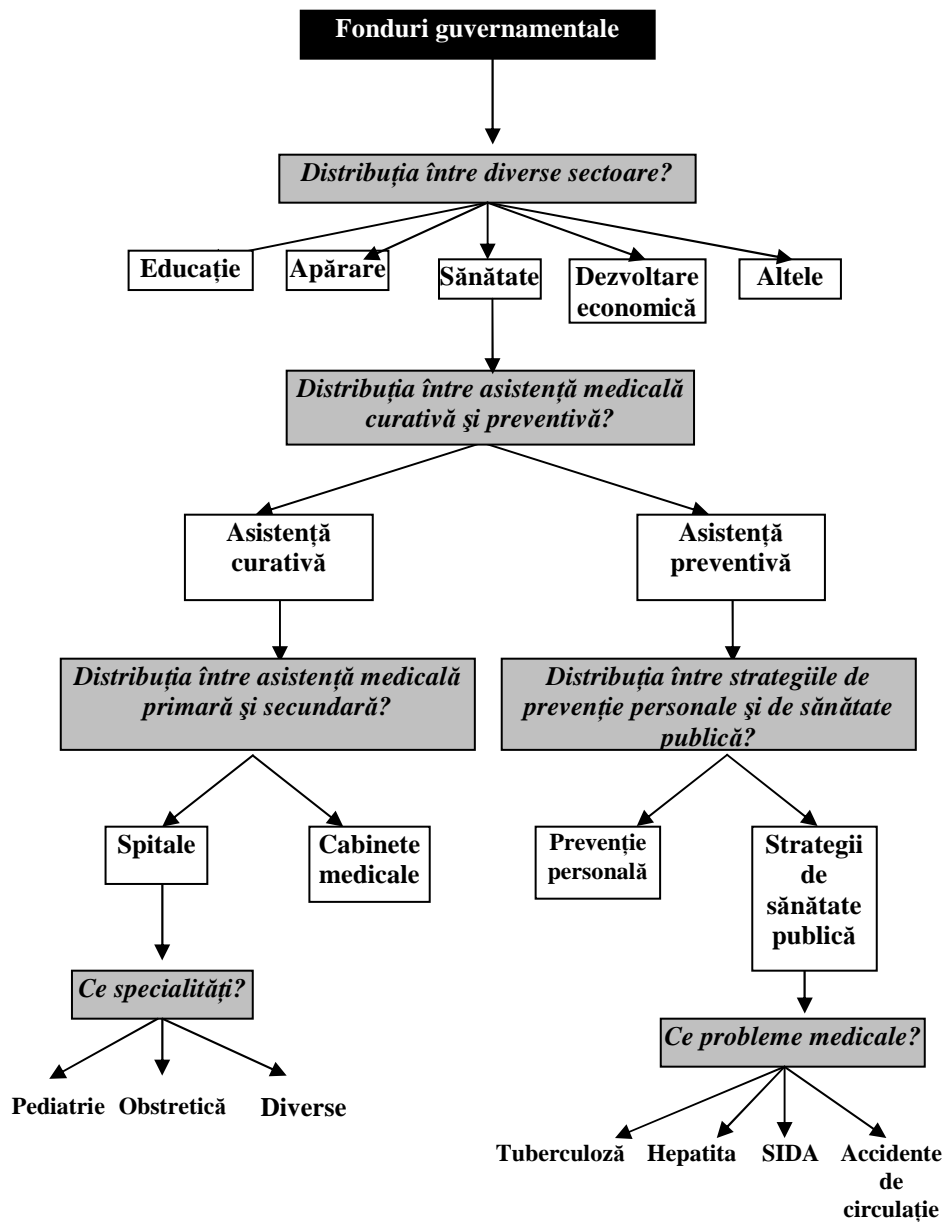 Fonduri guvernamentale
Distribuția între diverse sectoare?
Educație
Apărare
Sănătate
Dezvoltare
economică
Altele
Distribuția între asistență medicală
curativă şi preventivă?
Asistență
curativă
Asistență
preventivă
Distribuția între asistență medicală
primară şi secundară?
Distribuția între strategiile de
prevenție personale şi de sănătate
publică?
Spitale
Cabinete
medicale
Prevenție
personală
Strategii
de
sănătate
publică
Ce specialități?
Ce probleme medicale?
Pediatrie
Obstretică
Diverse
Tuberculoză
Hepatita
SIDA
Accidente
de
circulație